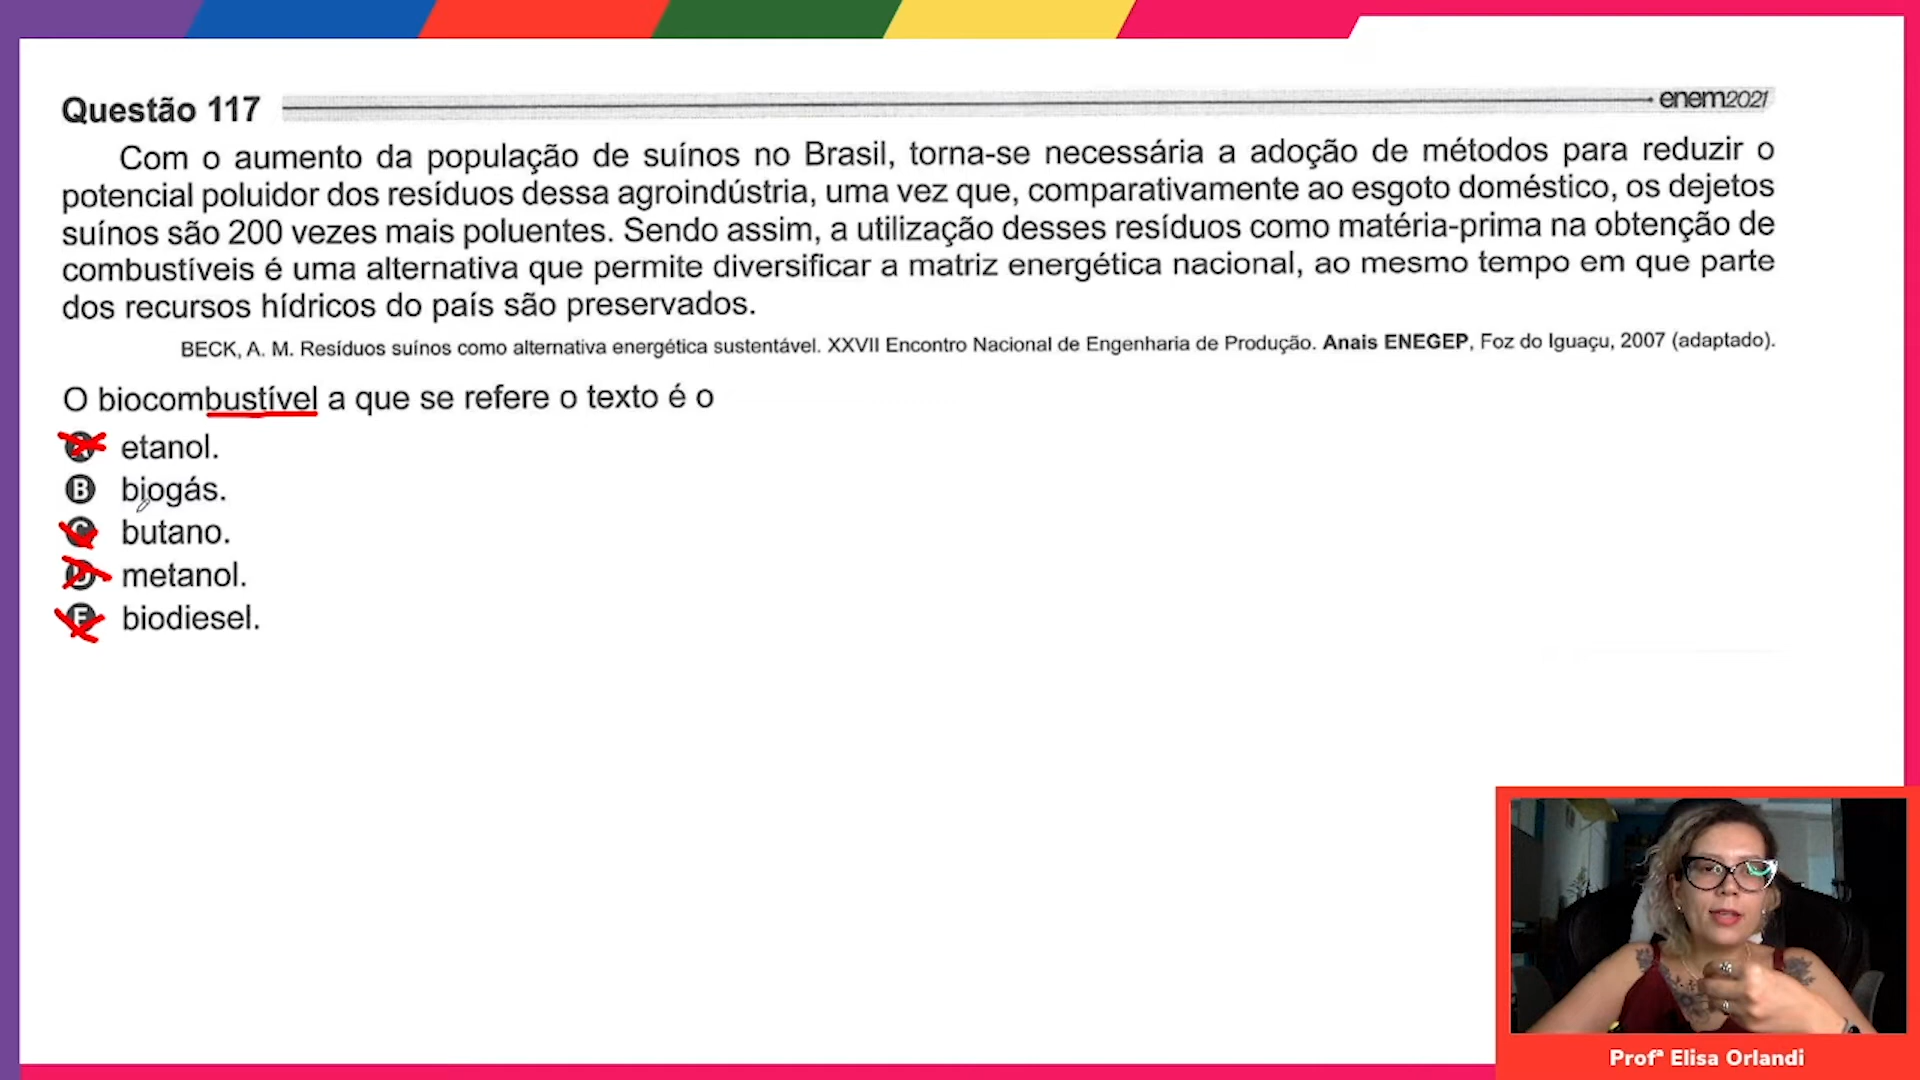 Questão 117
enem2021
Com o aumento da população de suínos no Brasil, torna-se necessária a adoção de métodos para reduzir o
potencial poluidor dos resíduos dessa agroindústria, uma vez que, comparativamente ao esgoto doméstico, os dejetos
suínos são 200 vezes mais poluentes. Sendo assim, a utilização desses resíduos como matéria-prima na obtenção de
combustíveis é uma alternativa que permite diversificar a matriz energética nacional, ao mesmo tempo em que parte
dos recursos hídricos do país são preservados.
BECK, A. M. Resíduos suínos como alternativa energética sustentável. XXVII Encontro Nacional de Engenharia de Produção. Anais ENEGEP, Foz do Iguaçu, 2007 (adaptado).
O biocombustível a que se refere o texto é o
A etanol.
B biogás.
C butano.
D metanol.
E biodiesel.
Profª Elisa Orlandi